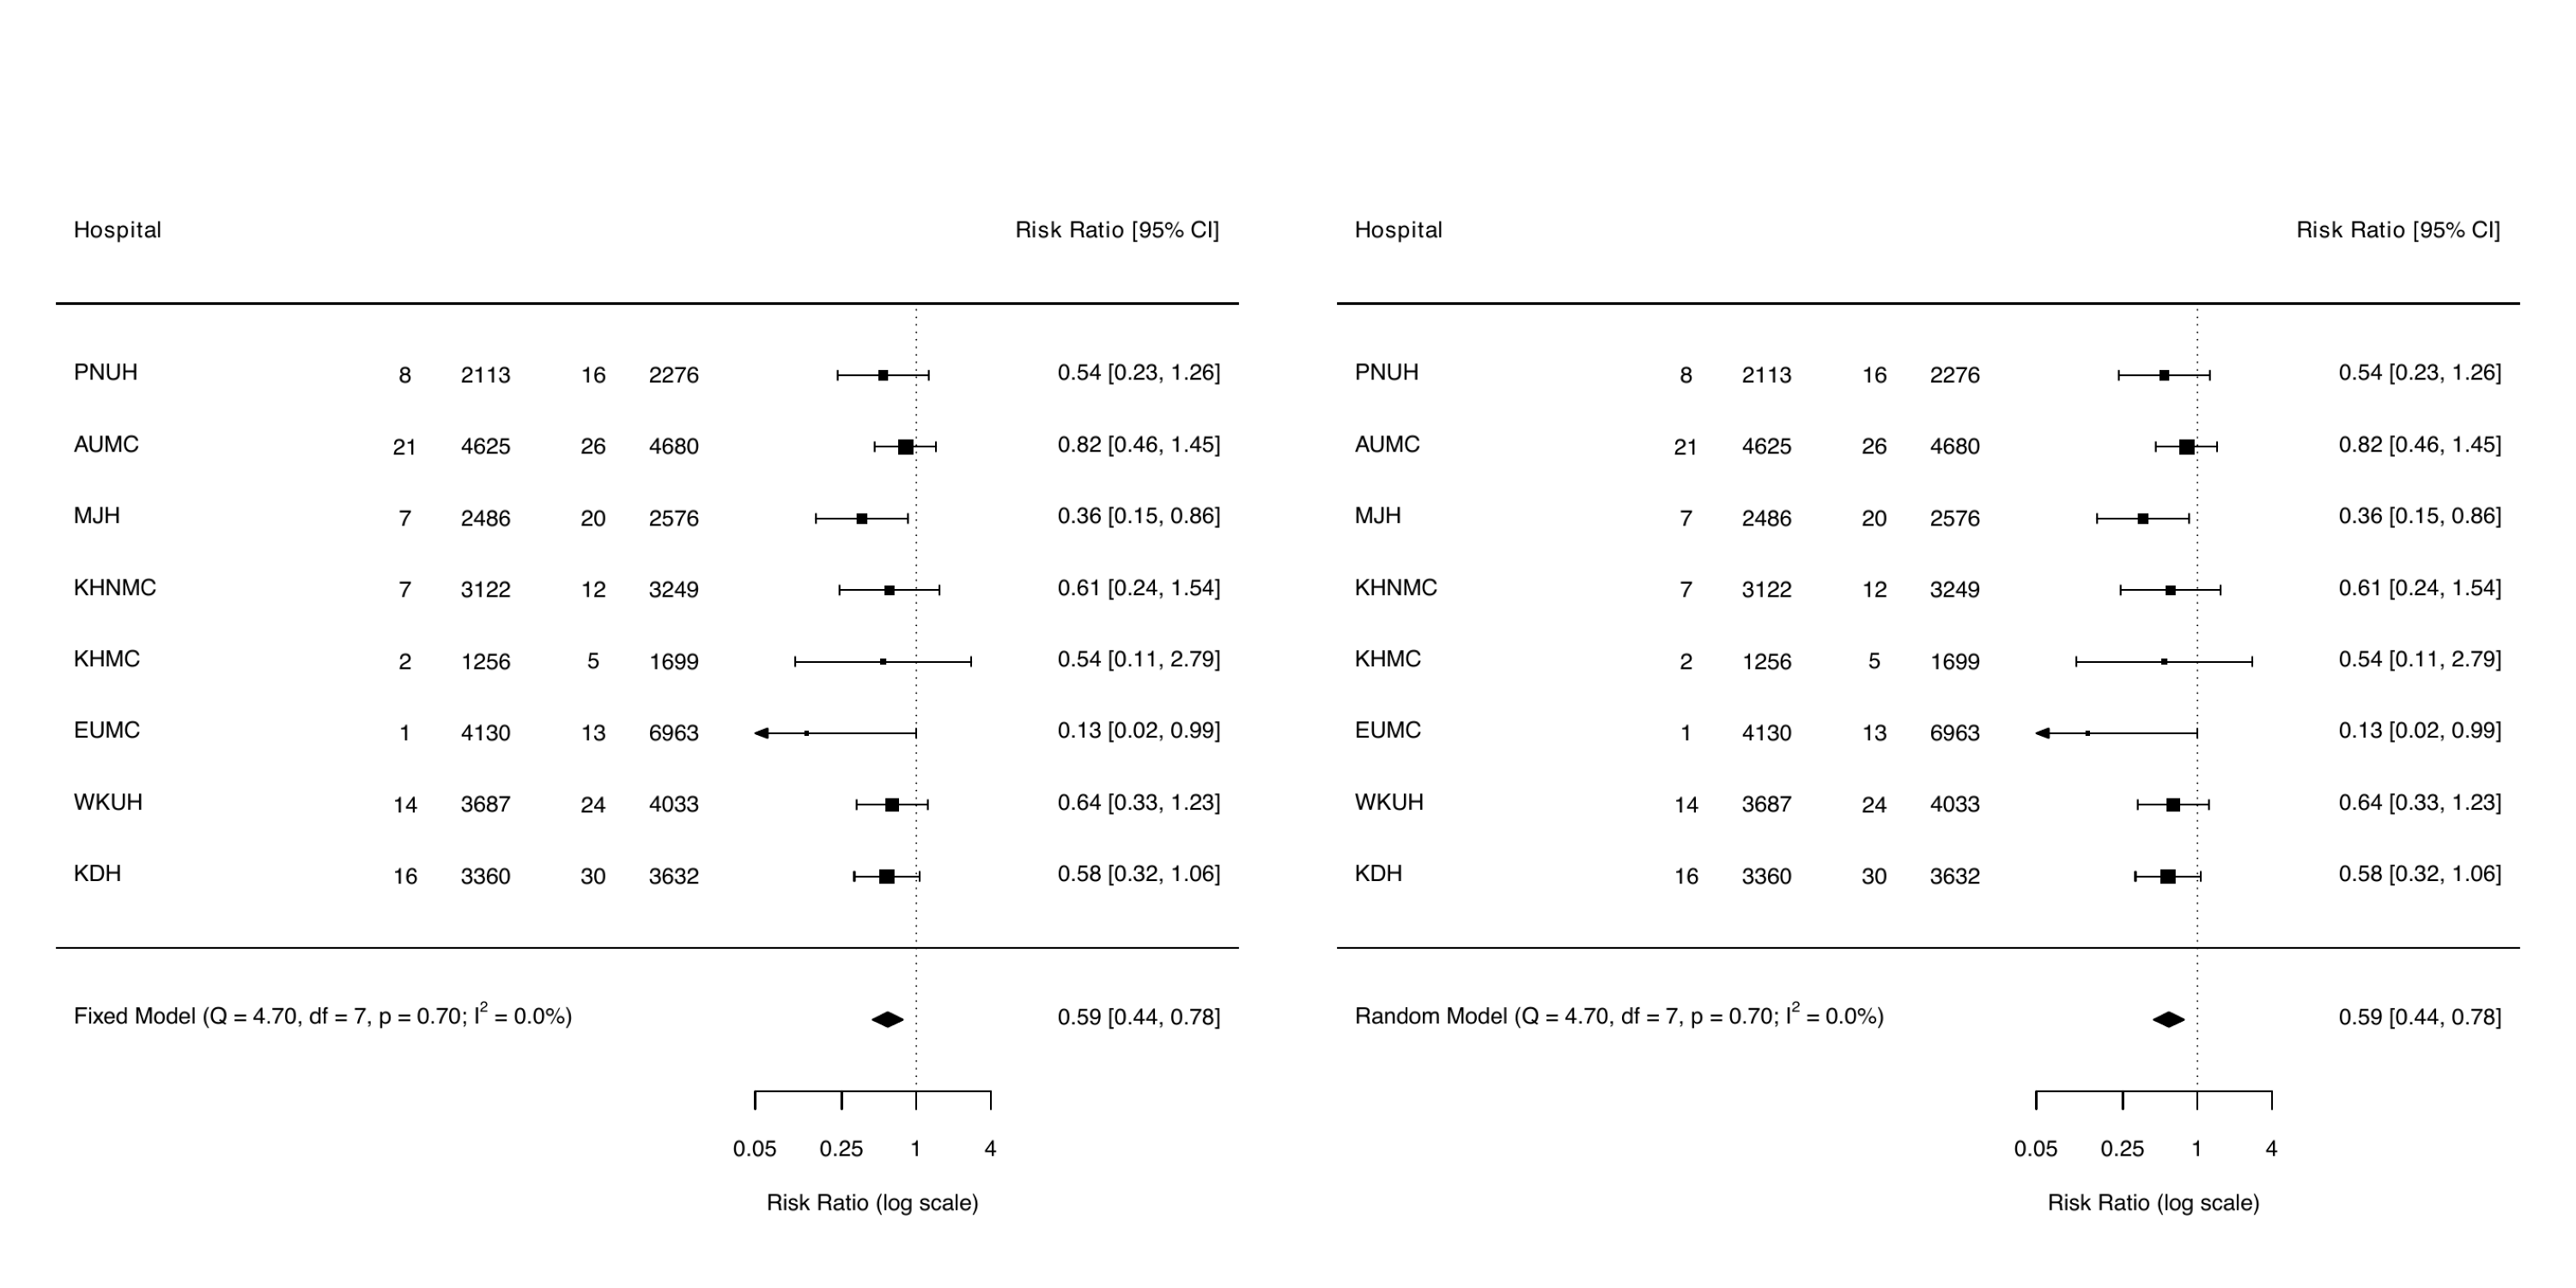 Hospital Risk Ratio [95% CI]
PNUH 8 2113 16 2276 0.54 [0.23, 1.26]
AUMC 21 4625 26 4680 0.82 [0.46, 1.45]
MJH 7 2486 20 2576 0.36 [0.15, 0.86]
KHNMC 7 3122 12 3249 0.61 [0.24, 1.54]
KHMC 2 1256 5 1699 0.54 [0.11, 2.79]
EUMC 1 4130 13 6963 0.13 [0.02, 0.99]
WKUH 14 3687 24 4033 0.64 [0.33, 1.23]
KDH 16 3360 30 3632 0.58 [0.32, 1.06]
Fixed Model (Q = 4.70, df = 7, p = 0.70; I² = 0.0%) 0.59 [0.44, 0.78]
0.05 0.25 1 4
Risk Ratio (log scale)
Hospital Risk Ratio [95% CI]
PNUH 8 2113 16 2276 0.54 [0.23, 1.26]
AUMC 21 4625 26 4680 0.82 [0.46, 1.45]
MJH 7 2486 20 2576 0.36 [0.15, 0.86]
KHNMC 7 3122 12 3249 0.61 [0.24, 1.54]
KHMC 2 1256 5 1699 0.54 [0.11, 2.79]
EUMC 1 4130 13 6963 0.13 [0.02, 0.99]
WKUH 14 3687 24 4033 0.64 [0.33, 1.23]
KDH 16 3360 30 3632 0.58 [0.32, 1.06]
Random Model (Q = 4.70, df = 7, p = 0.70; I² = 0.0%) 0.59 [0.44, 0.78]
0.05 0.25 1 4
Risk Ratio (log scale)